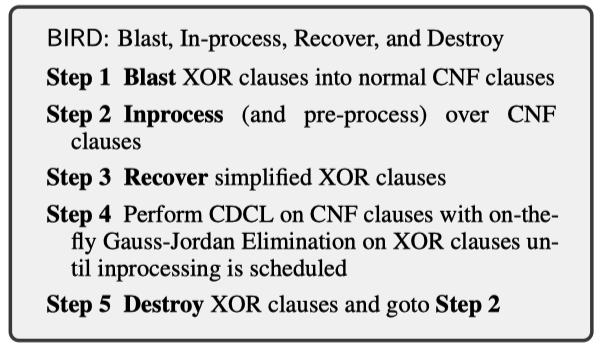 BIRD: Blast, In-process, Recover, and Destroy
Step 1 Blast XOR clauses into normal CNF clauses
Step 2 Inprocess (and pre-process) over CNF
clauses
Step 3 Recover simplified XOR clauses
Step 4 Perform CDCL on CNF clauses with on-the-
fly Gauss-Jordan Elimination on XOR clauses un-
til inprocessing is scheduled
Step 5 Destroy XOR clauses and goto Step 2